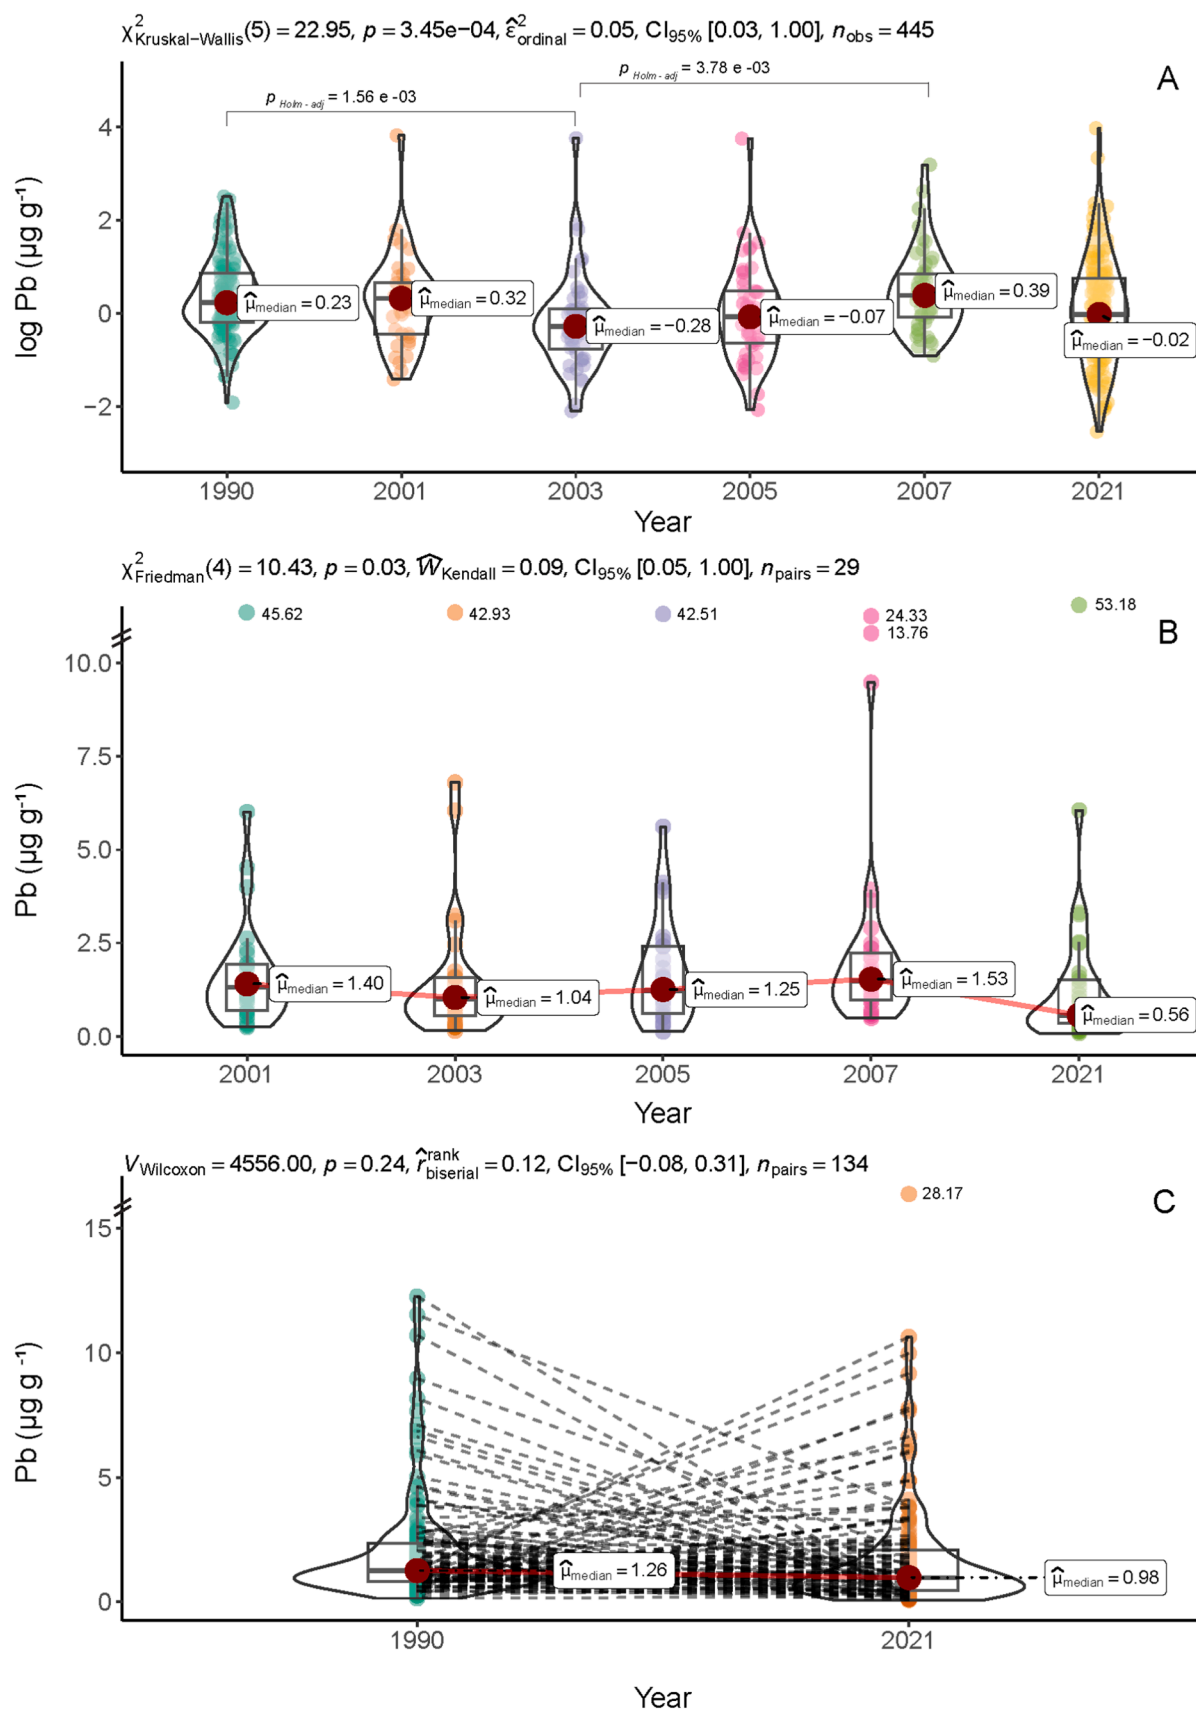 χ²Kruskal−Wallis(5) = 22.95, p = 3.45e−04, ε̂²ordinal = 0.05, CI95% [0.03, 1.00], nobs = 445
A
p Holm - adj = 3.78 e -03
p Holm - adj = 1.56 e -03
log Pb (µg g⁻¹)
4
2
0
−2
μ̂median = 0.23
μ̂median = 0.32
μ̂median = −0.28
μ̂median = −0.07
μ̂median = 0.39
μ̂median = −0.02
1990 2001 2003 2005 2007 2021
Year
χ²Friedman(4) = 10.43, p = 0.03, ŴKendall = 0.09, CI95% [0.05, 1.00], npairs = 29
B
45.62 42.93 42.51 24.33 53.18
13.76
Pb (µg g⁻¹)
10.0
7.5
5.0
2.5
0.0
μ̂median = 1.40
μ̂median = 1.04
μ̂median = 1.25
μ̂median = 1.53
μ̂median = 0.56
2001 2003 2005 2007 2021
Year
VWilcoxon = 4556.00, p = 0.24, r̂rankbiserial = 0.12, CI95% [−0.08, 0.31], npairs = 134
C
28.17
Pb (µg g ⁻¹)
15
10
5
0
μ̂median = 1.26
μ̂median = 0.98
1990 2021
Year